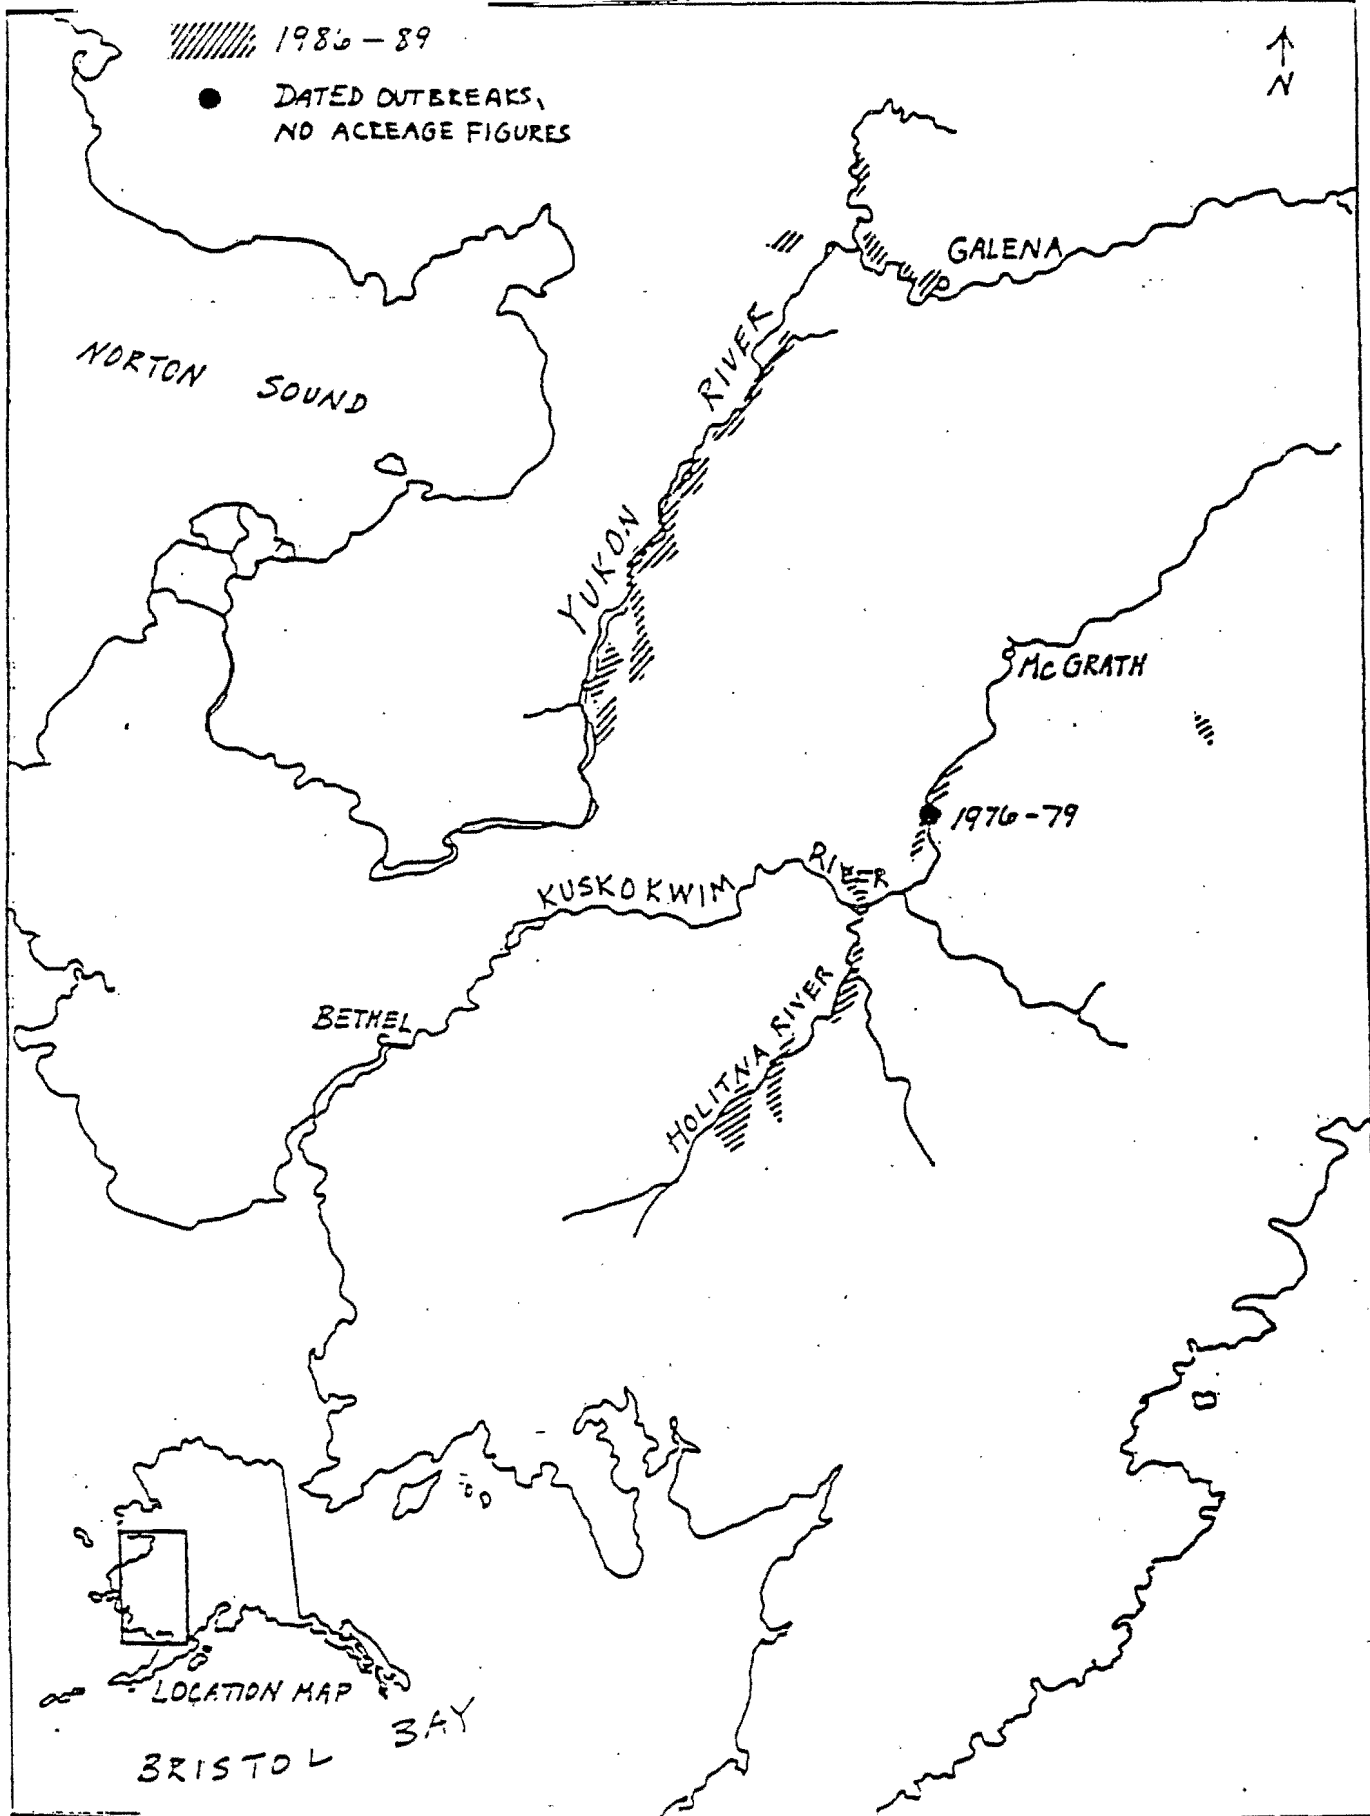 1986-89
DATED OUTBREAKS,
NO ACREAGE FIGURES
N
GALENA
NORTON SOUND
YUKON RIVER
McGRATH
1976-79
KUSKOKWIM RIVER
BETHEL
HOLITNA RIVER
LOCATION MAP
BRISTOL BAY